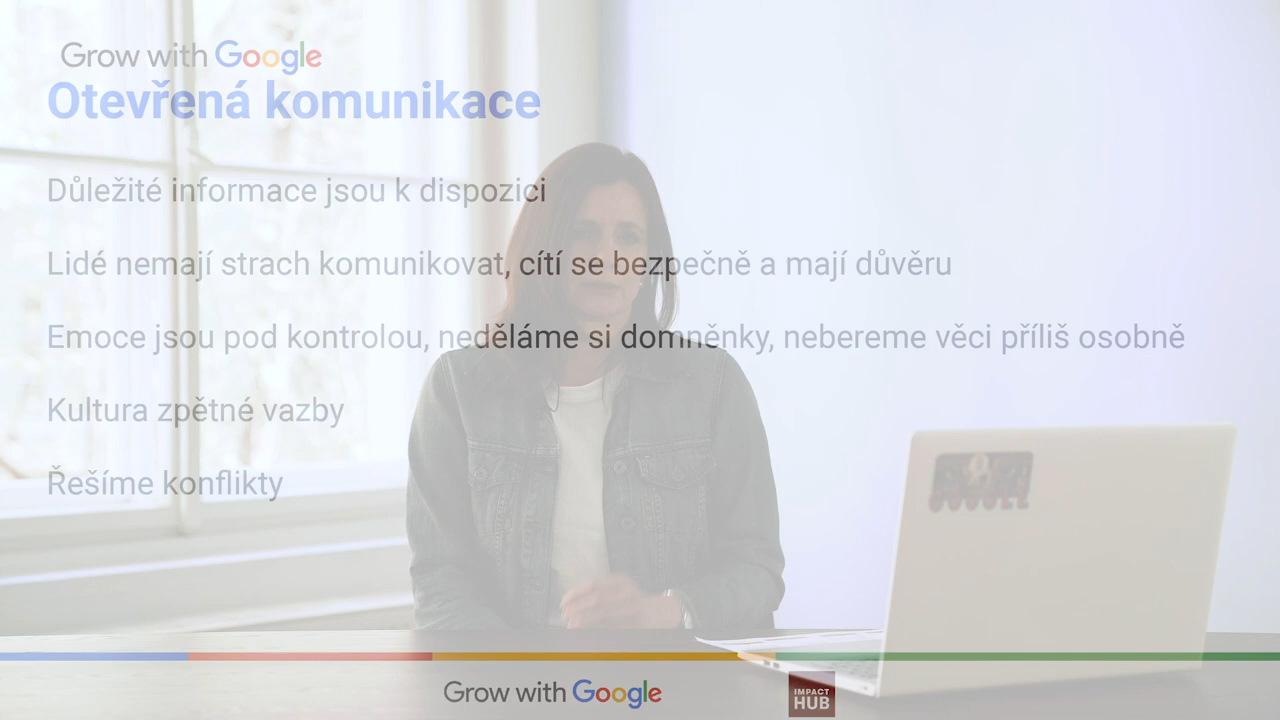 Grow with Google
Otevřená komunikace
Důležité informace jsou k dispozici
Lidé nemají strach komunikovat, cítí se bezpečně a mají důvěru
Emoce jsou pod kontrolou, neděláme si domněnky, nebereme věci příliš osobně
Kultura zpětné vazby
Řešíme konflikty
Grow with Google
IMPACT
HUB